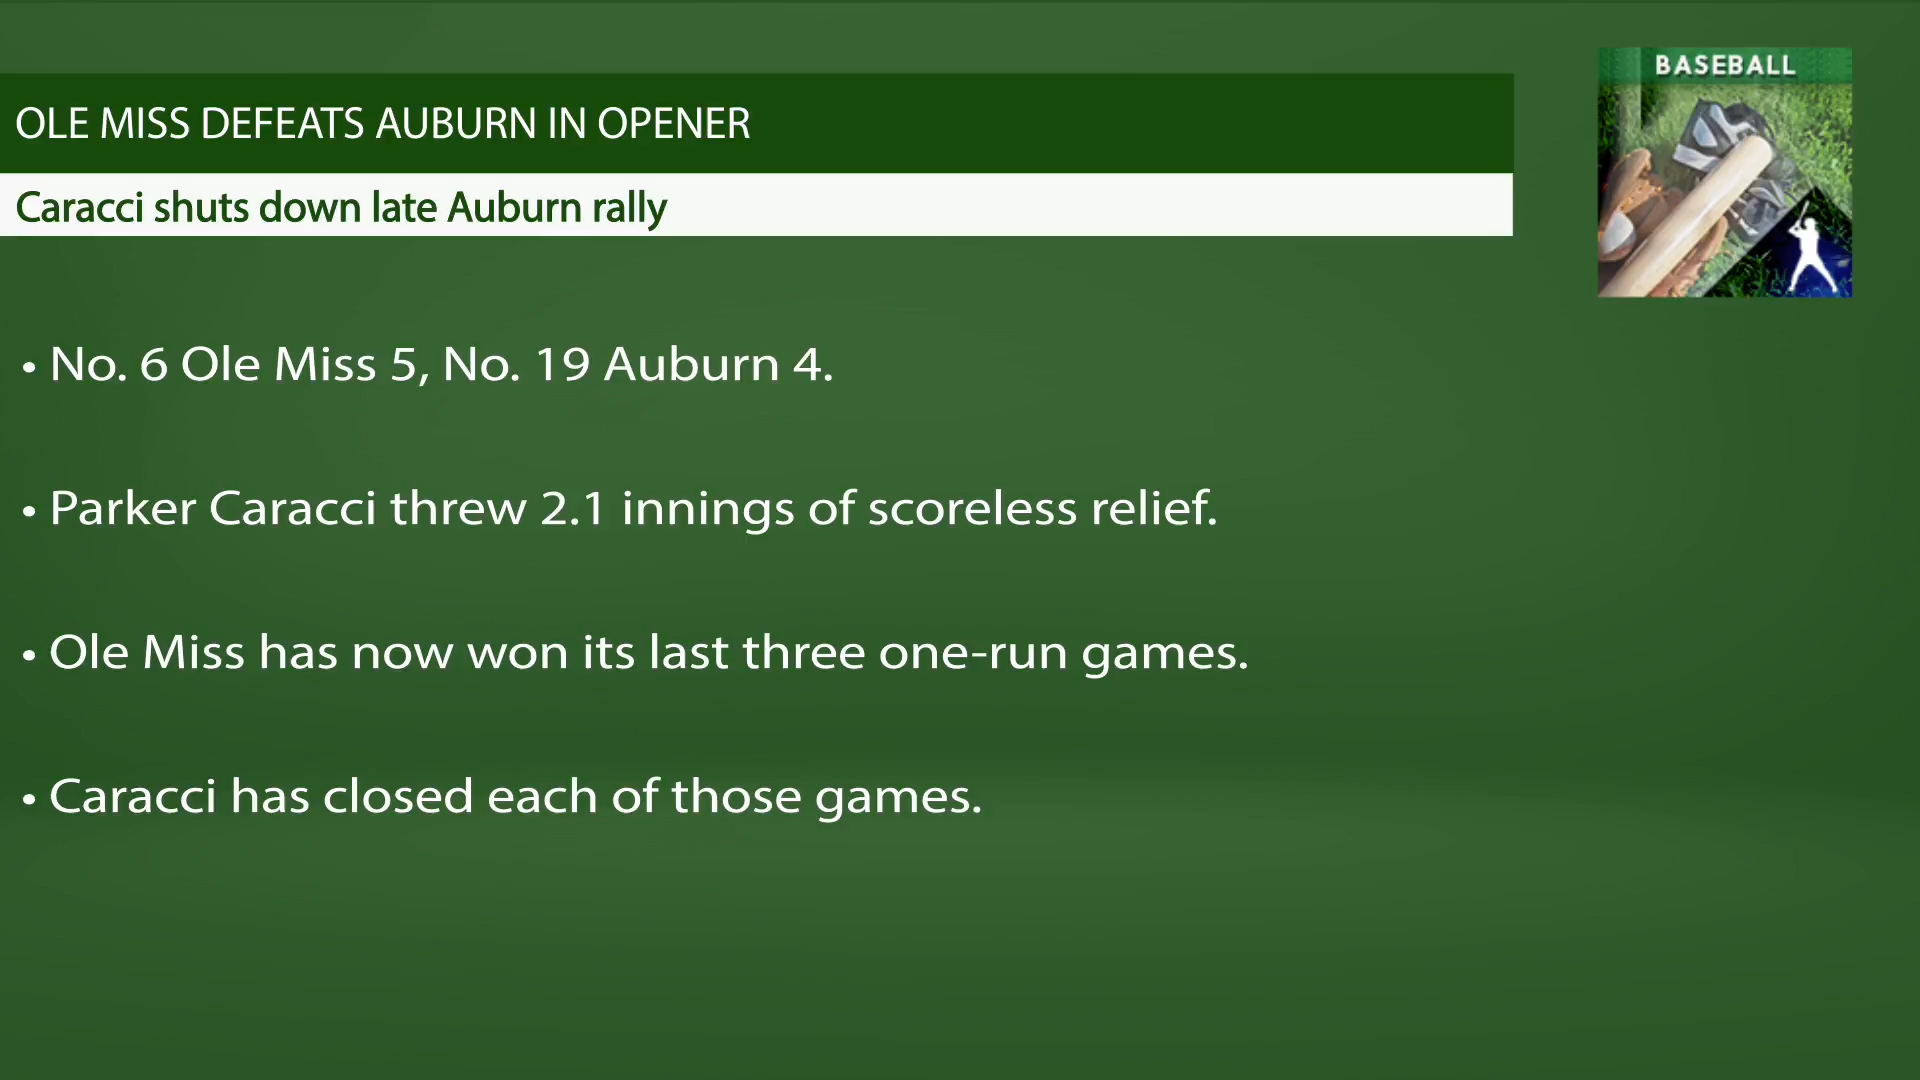 BASEBALL
OLE MISS DEFEATS AUBURN IN OPENER
Caracci shuts down late Auburn rally
• No. 6 Ole Miss 5, No. 19 Auburn 4.
• Parker Caracci threw 2.1 innings of scoreless relief.
• Ole Miss has now won its last three one-run games.
• Caracci has closed each of those games.